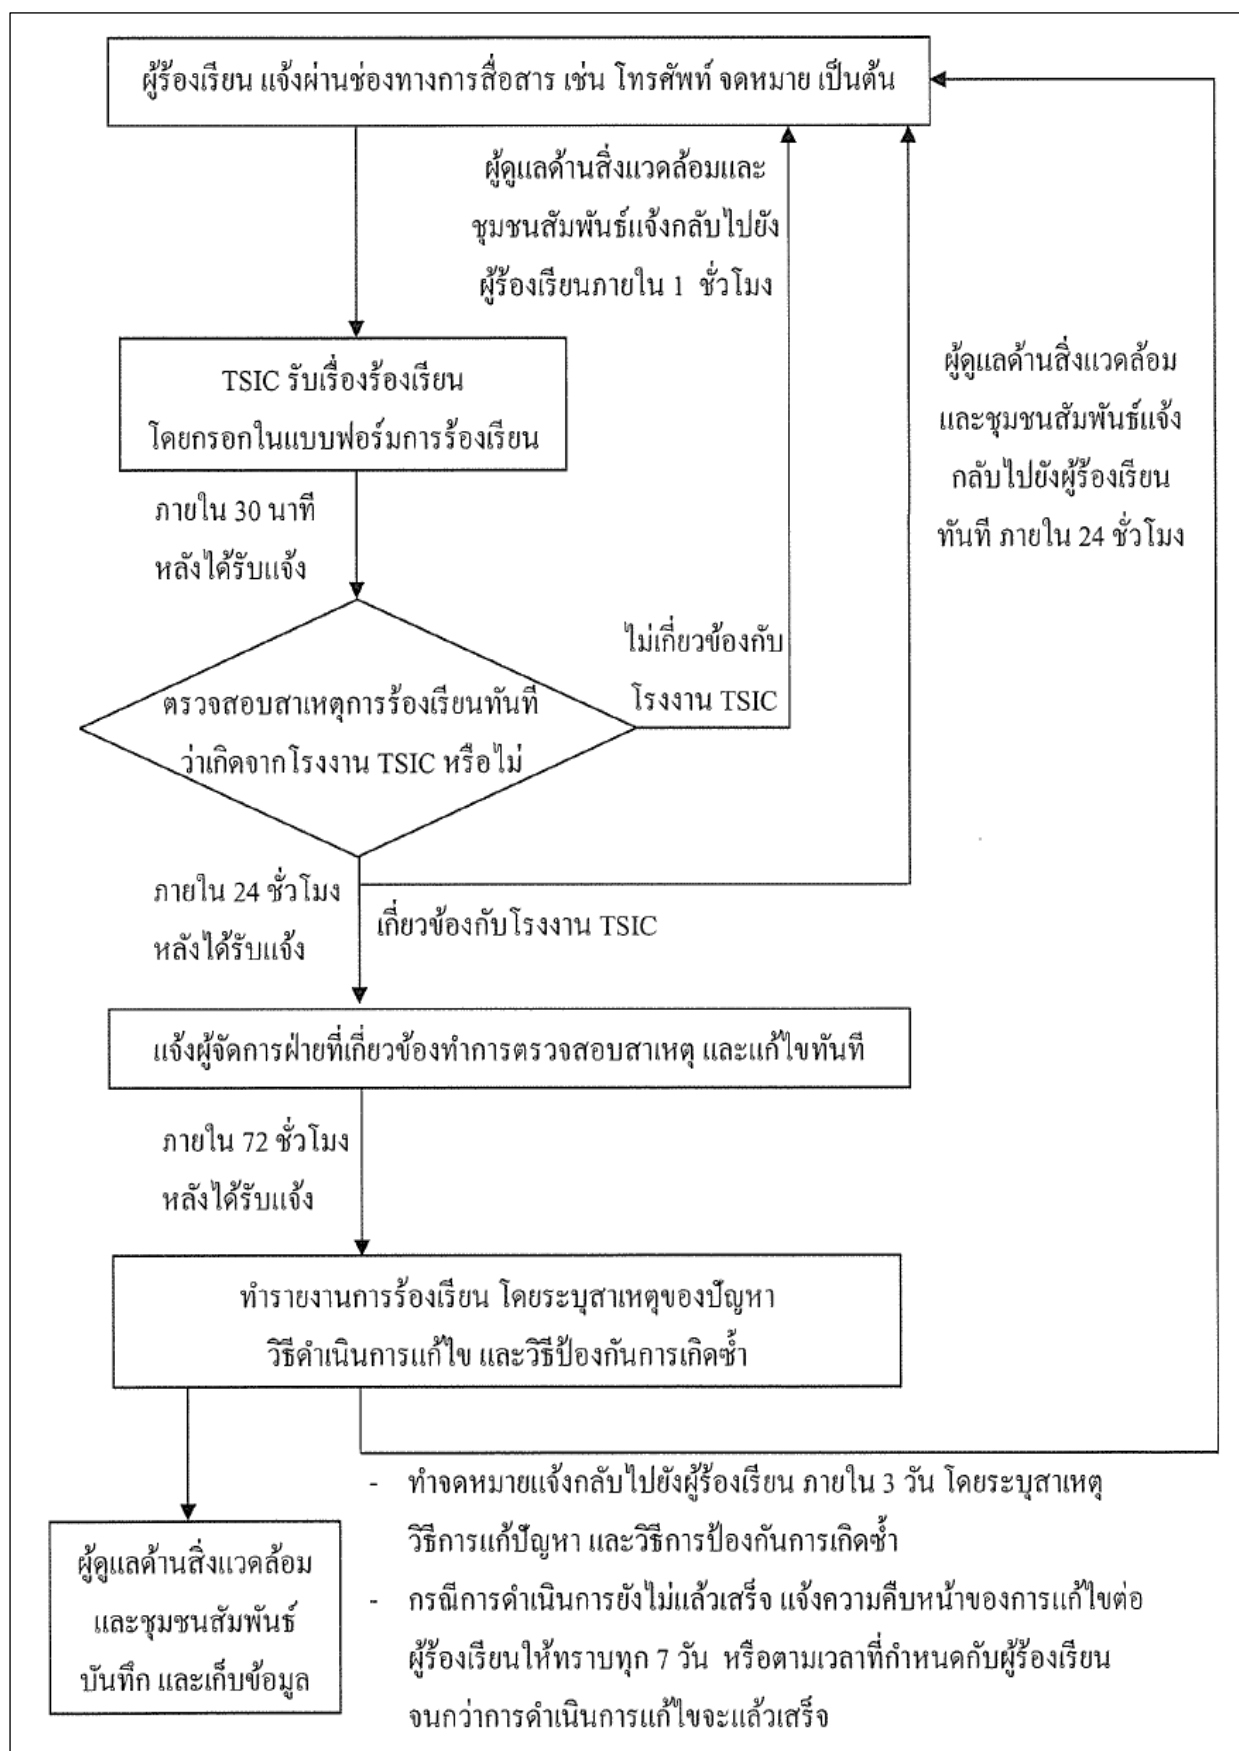 ผู้ร้องเรียน แจ้งผ่านช่องทางการสื่อสาร เช่น โทรศัพท์ จดหมาย เป็นต้น
ผู้ดูแลด้านสิ่งแวดล้อมและ
ชุมชนสัมพันธ์แจ้งกลับไปยัง
ผู้ร้องเรียนภายใน 1 ชั่วโมง
TSIC รับเรื่องร้องเรียน
โดยกรอกในแบบฟอร์มการร้องเรียน
ผู้ดูแลด้านสิ่งแวดล้อม
และชุมชนสัมพันธ์แจ้ง
กลับไปยังผู้ร้องเรียน
ทันที ภายใน 24 ชั่วโมง
ภายใน 30 นาที
หลังได้รับแจ้ง
ไม่เกี่ยวข้องกับ
โรงงาน TSIC
ตรวจสอบสาเหตุการร้องเรียนทันที
ว่าเกิดจากโรงงาน TSIC หรือไม่
ภายใน 24 ชั่วโมง
หลังได้รับแจ้ง
เกี่ยวข้องกับโรงงาน TSIC
แจ้งผู้จัดการฝ่ายที่เกี่ยวข้องทำการตรวจสอบสาเหตุ และแก้ไขทันที
ภายใน 72 ชั่วโมง
หลังได้รับแจ้ง
ทำรายงานการร้องเรียน โดยระบุสาเหตุของปัญหา
วิธีดำเนินการแก้ไข และวิธีป้องกันการเกิดซ้ำ
- ทำจดหมายแจ้งกลับไปยังผู้ร้องเรียน ภายใน 3 วัน โดยระบุสาเหตุ
วิธีการแก้ปัญหา และวิธีการป้องกันการเกิดซ้ำ
- กรณีการดำเนินการยังไม่แล้วเสร็จ แจ้งความคืบหน้าของการแก้ไขต่อ
ผู้ร้องเรียนให้ทราบทุก 7 วัน หรือตามเวลาที่กำหนดกับผู้ร้องเรียน
จนกว่าการดำเนินการแก้ไขจะแล้วเสร็จ
ผู้ดูแลด้านสิ่งแวดล้อม
และชุมชนสัมพันธ์
บันทึก และเก็บข้อมูล